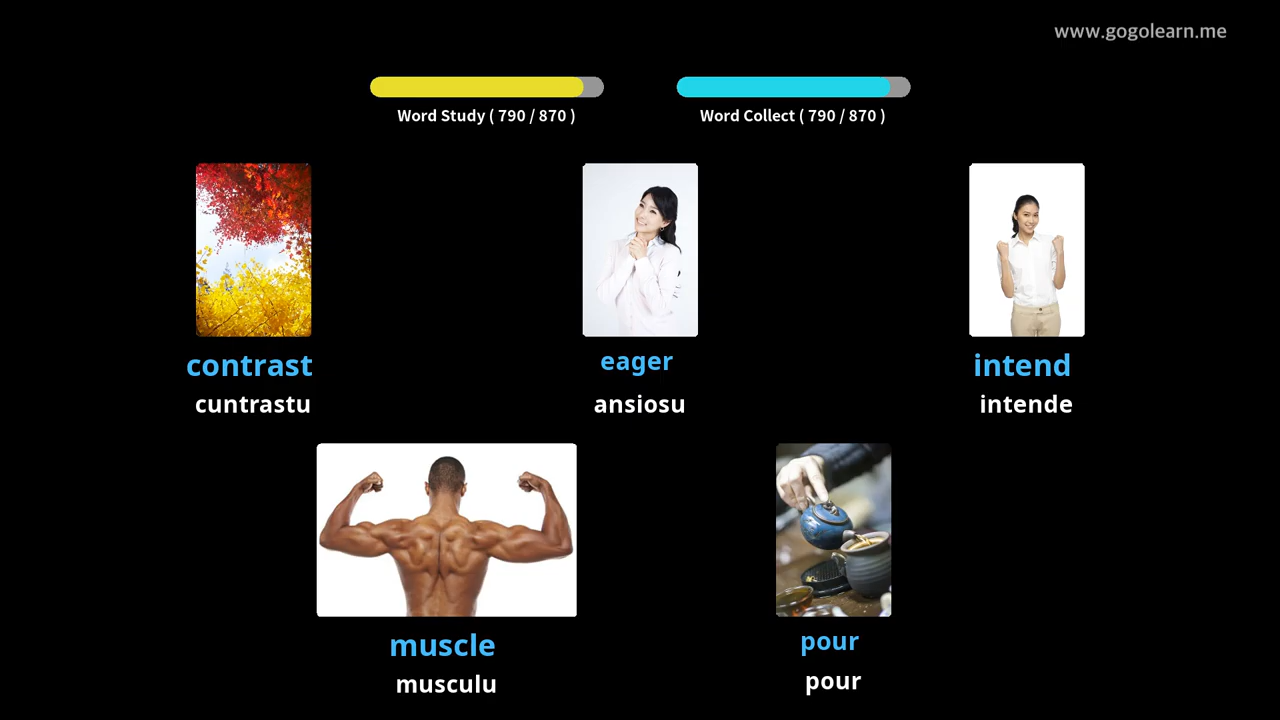 www.gogolearn.me
Word Study ( 790 / 870 )
Word Collect ( 790 / 870 )
contrast
cuntrastu
eager
ansiosu
intend
intende
muscle
musculu
pour
pour